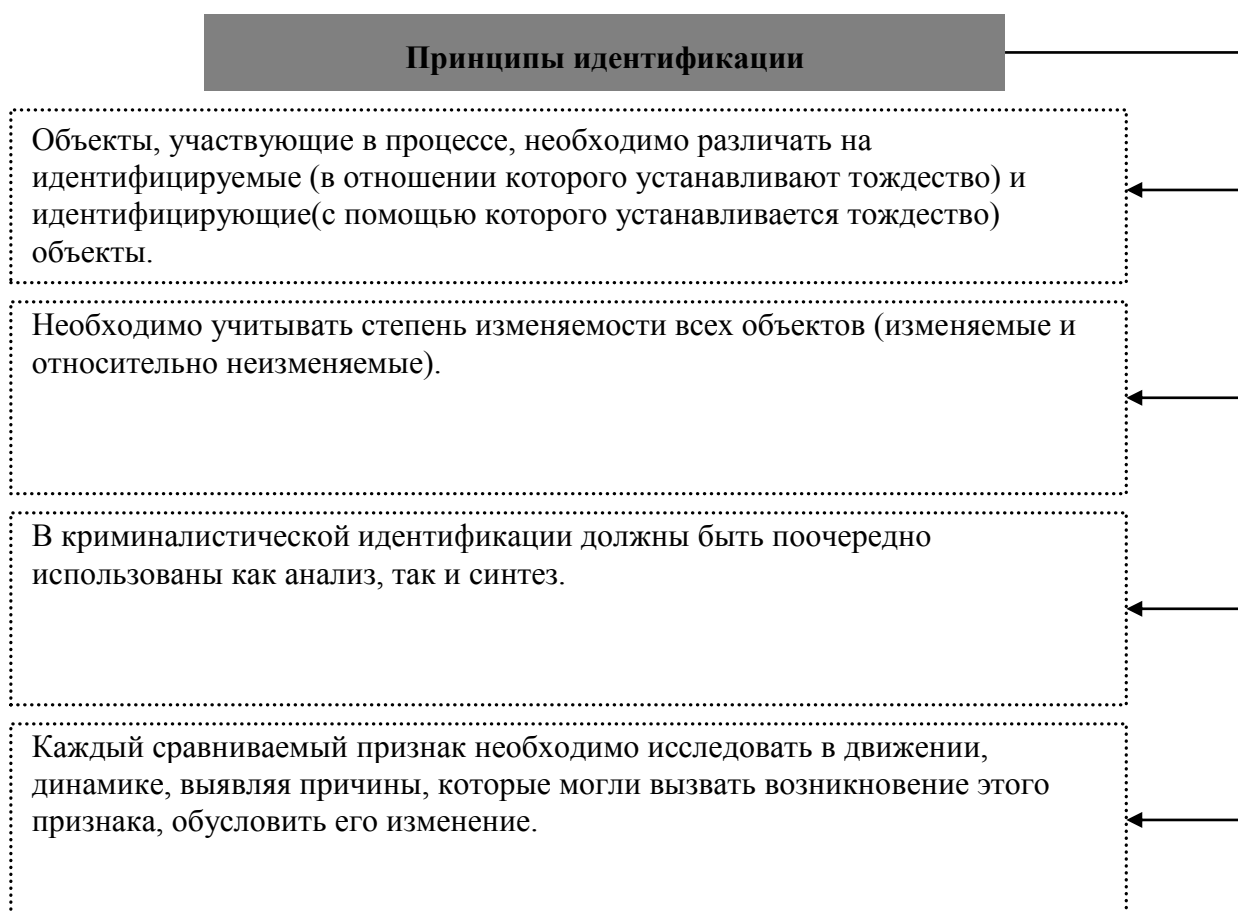 Принципы идентификации
Объекты, участвующие в процессе, необходимо различать на
идентифицируемые (в отношении которого устанавливают тождество) и
идентифицирующие(с помощью которого устанавливается тождество)
объекты.
Необходимо учитывать степень изменяемости всех объектов (изменяемые и
относительно неизменяемые).
В криминалистической идентификации должны быть поочередно
использованы как анализ, так и синтез.
Каждый сравниваемый признак необходимо исследовать в движении,
динамике, выявляя причины, которые могли вызвать возникновение этого
признака, обусловить его изменение.